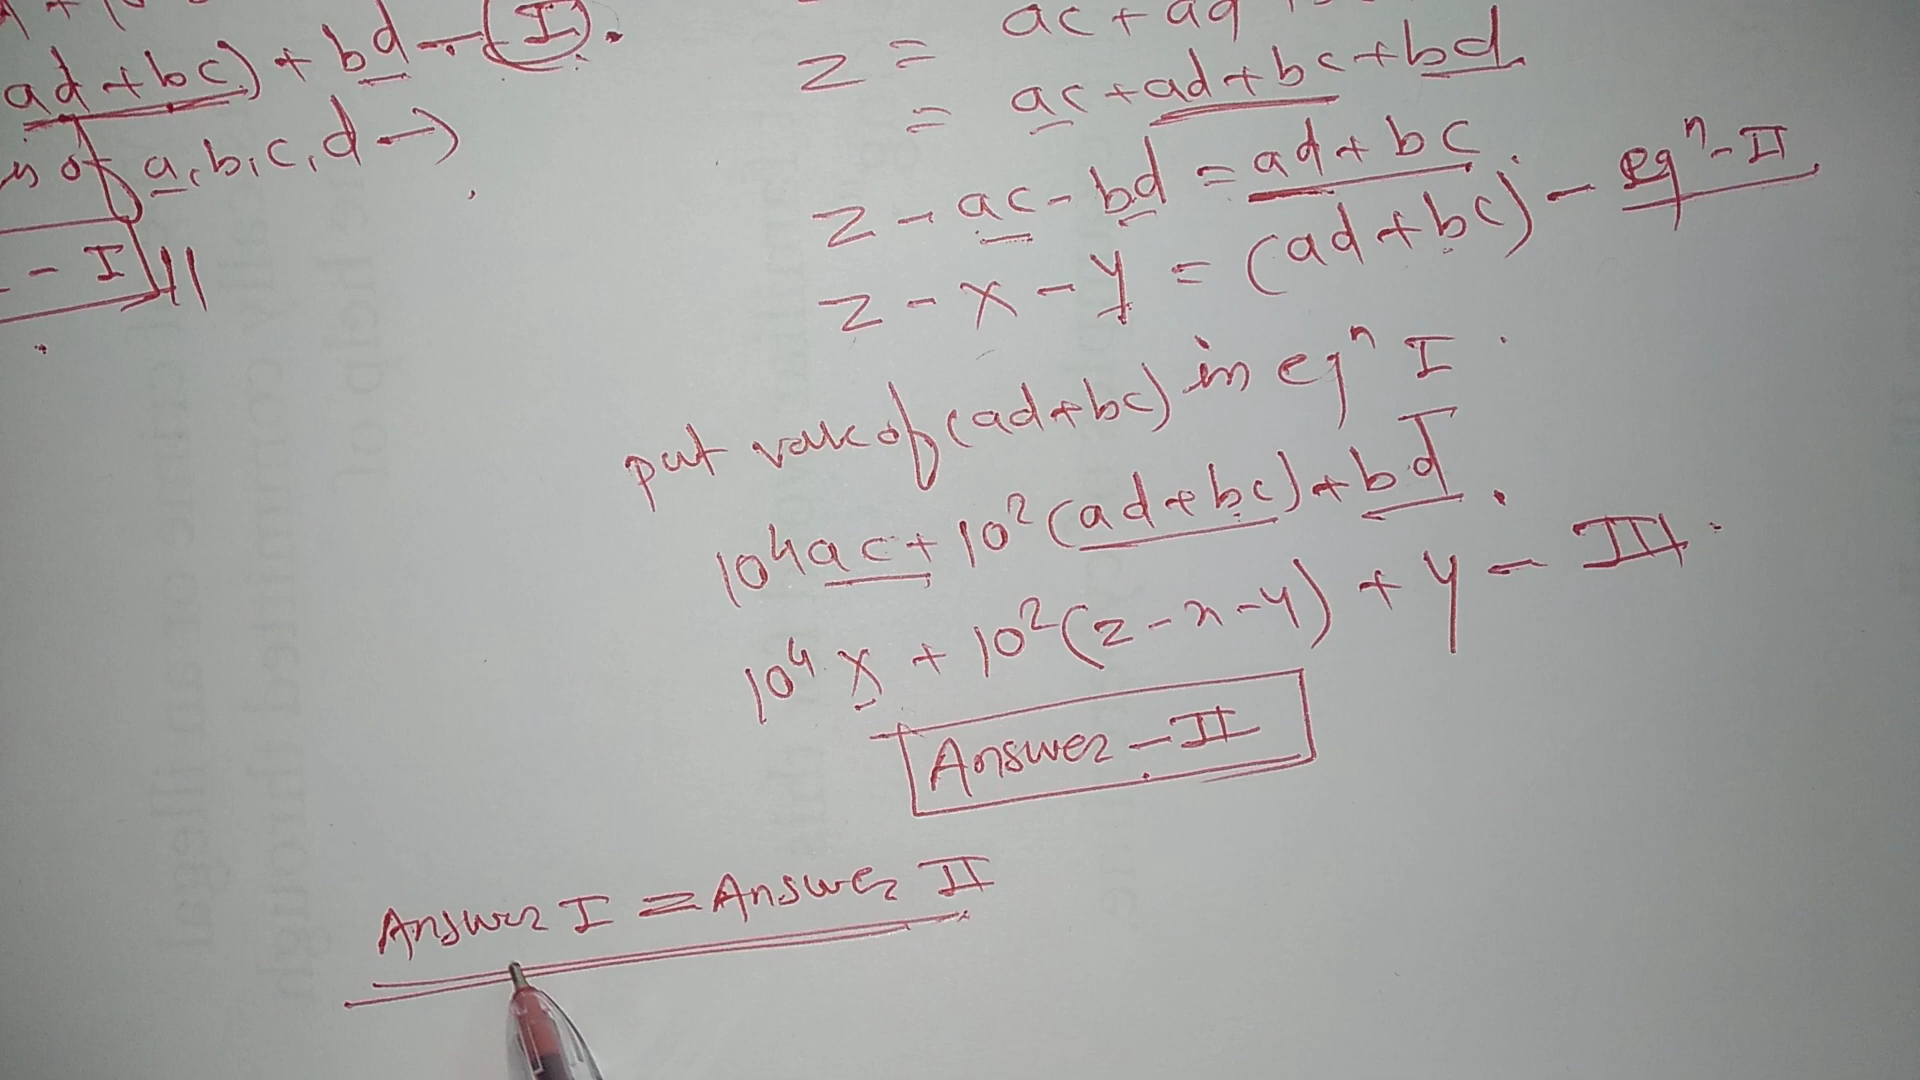 ad+bc) + bd - (I).
of a,b,c,d →
- I
z = ac + ad
= ac+ad+bc+bd
z - ac - bd = ad + bc
z - x - y = (ad+bc) - eqⁿ-II
put value of (ad+bc) in eqⁿ I
10⁴ac + 10²(ad+bc)+bd.
10⁴x + 10²(z-x-y) + y - III
Answer - II
Answer I = Answer II